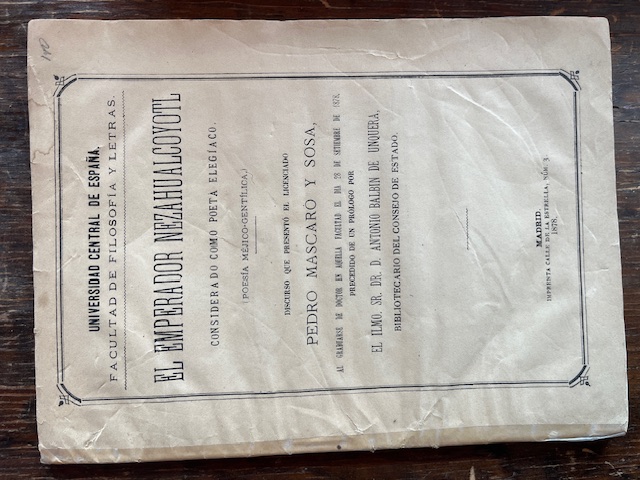 UNIVERSIDAD CENTRAL DE ESPAÑA.
FACULTAD DE FILOSOFÍA Y LETRAS.
EL EMPERADOR NEZAHUALCOYOTL
CONSIDERADO COMO POETA ELEGÍACO.
(POESÍA MÉJICO-GENTÍLICA.)
DISCURSO QUE PRESENTÓ EL LICENCIADO
PEDRO MASCARÓ Y SOSA,
AL GRADUARSE DE DOCTOR EN AQUELLA FACULTAD EL DIA 28 DE SETIEMBRE DE 1878,
PRECEDIDO DE UN PRÓLOGO POR
EL ILMO. SR. DR. D. ANTONIO BALBIN DE UNQUERA,
BIBLIOTECARIO DEL CONSEJO DE ESTADO.
MADRID.
1878.
IMPRENTA CALLE DE LA ESTRELLA, NÚM. 3.